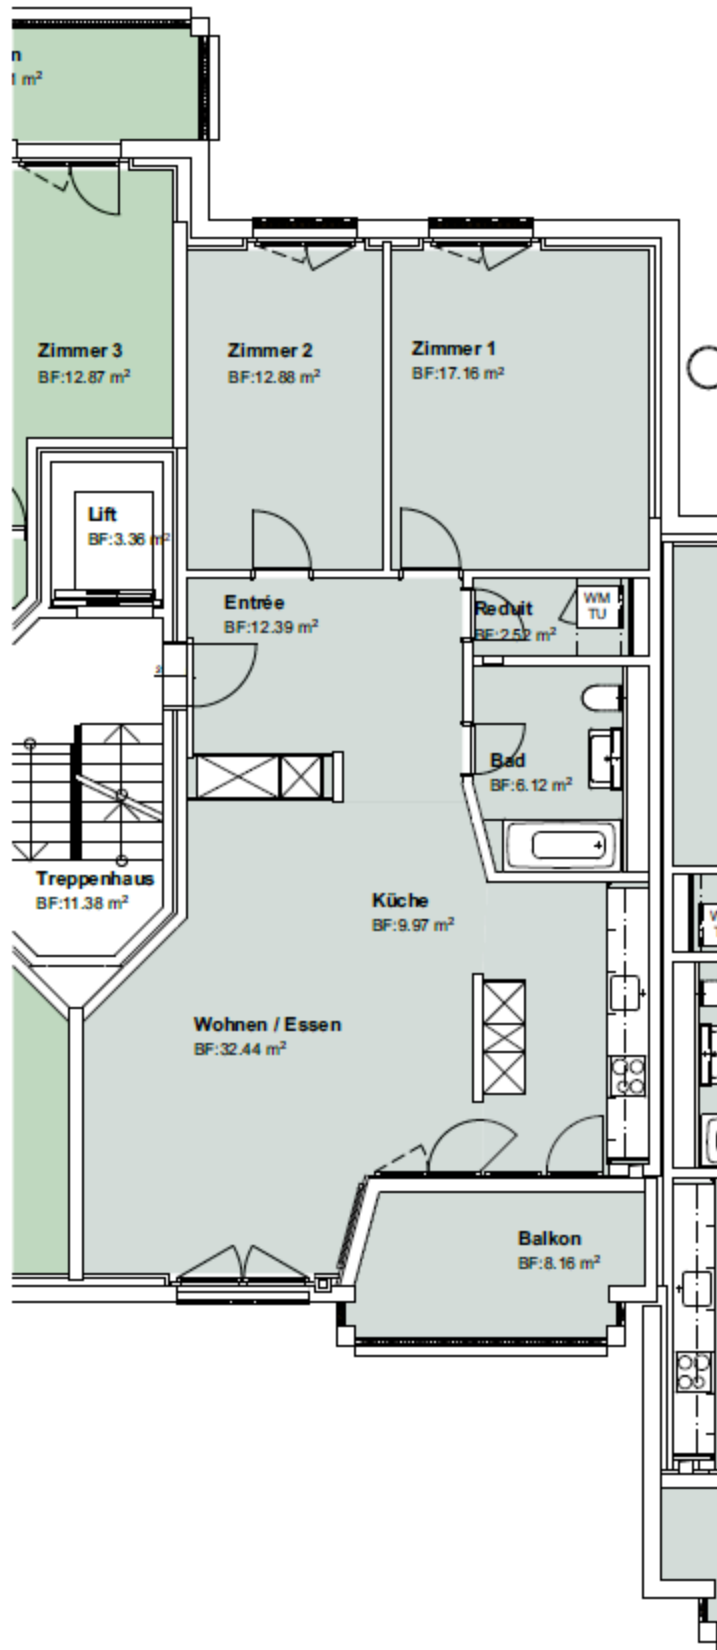 n
1 m²
Zimmer 3
BF:12.87 m²
Zimmer 2
BF:12.88 m²
Zimmer 1
BF:17.16 m²
Lift
BF:3.36 m²
Entrée
BF:12.39 m²
Reduit
BF:2.52 m²
WM
TU
Bad
BF:6.12 m²
Treppenhaus
BF:11.38 m²
Küche
BF:9.97 m²
Wohnen / Essen
BF:32.44 m²
Balkon
BF:8.16 m²